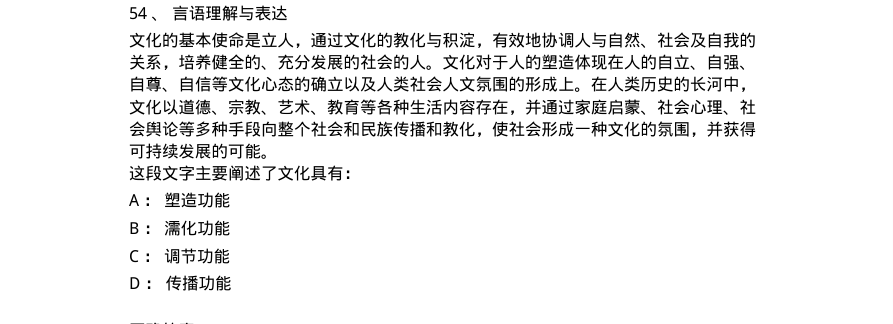 54 、 言语理解与表达
文化的基本使命是立人，通过文化的教化与积淀，有效地协调人与自然、社会及自我的
关系，培养健全的、充分发展的社会的人。文化对于人的塑造体现在人的自立、自强、
自尊、自信等文化心态的确立以及人类社会人文氛围的形成上。在人类历史的长河中，
文化以道德、宗教、艺术、教育等各种生活内容存在，并通过家庭启蒙、社会心理、社
会舆论等多种手段向整个社会和民族传播和教化，使社会形成一种文化的氛围，并获得
可持续发展的可能。
这段文字主要阐述了文化具有：
A ： 塑造功能
B ： 濡化功能
C ： 调节功能
D ： 传播功能